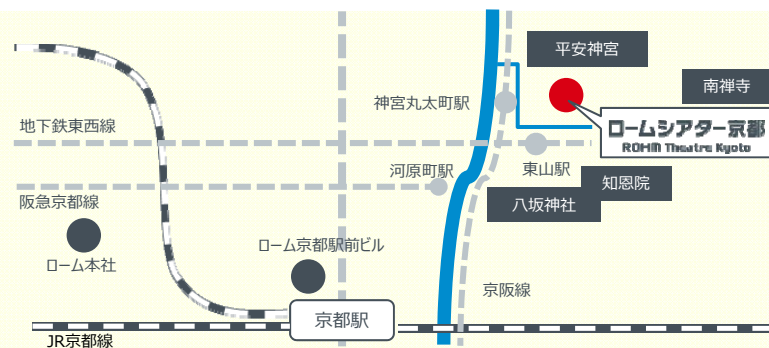 平安神宮
南禅寺
神宮丸太町駅
ロームシアター京都
ROHM Theatre Kyoto
地下鉄東西線
河原町駅
東山駅
知恩院
阪急京都線
八坂神社
ローム京都駅前ビル
ローム本社
京阪線
京都駅
JR京都線